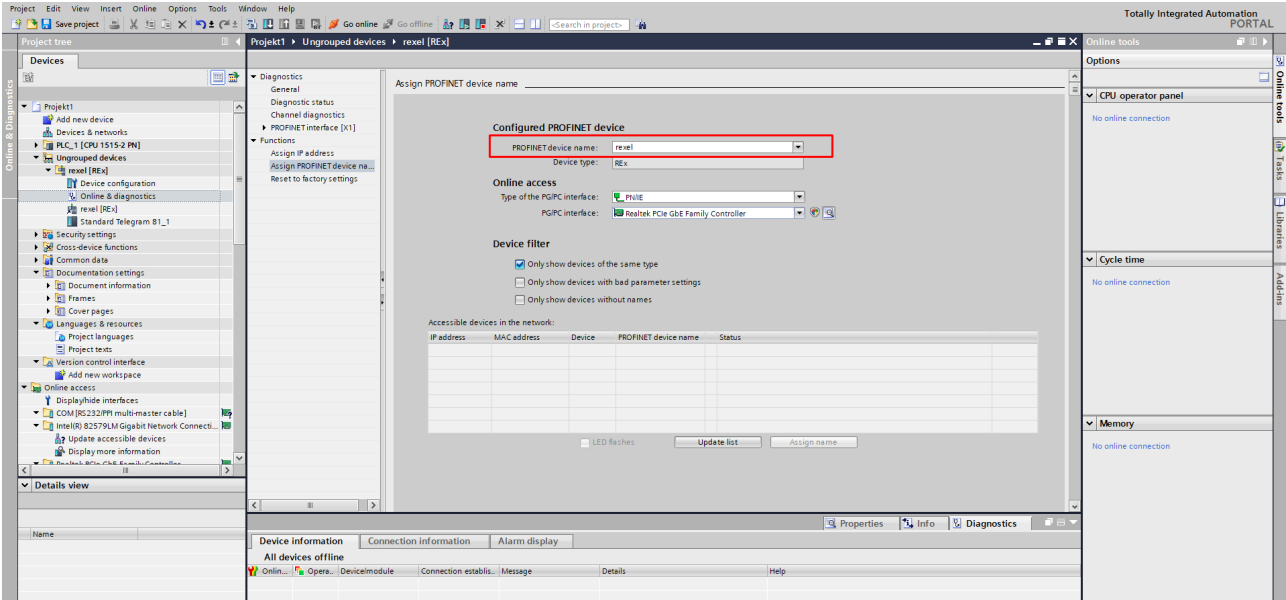 Project Edit View Insert Online Options Tools Window Help
Totally Integrated Automation
PORTAL
Save project
Go online
Go offline
<Search in project>
Project tree
Projekt1 Ungrouped devices rexel [REx]
Online tools
Devices
Options
Online & Diagnostics
Projekt1
Add new device
Devices & networks
PLC_1 [CPU 1515-2 PN]
Ungrouped devices
rexel [REx]
Device configuration
Online & diagnostics
rexel [REx]
Standard Telegram 81_1
Security settings
Cross-device functions
Common data
Documentation settings
Document information
Frames
Cover pages
Languages & resources
Project languages
Project texts
Version control interface
Add new workspace
Online access
Display/hide interfaces
COM [RS232/PPI multi-master cable]
Intel(R) 82579LM Gigabit Network Connecti...
Update accessible devices
Display more information
Realtek PCIe GbE Family Controller
Details view
Name
Diagnostics
General
Diagnostic status
Channel diagnostics
PROFINET interface [X1]
Functions
Assign IP address
Assign PROFINET device na...
Reset to factory settings
Assign PROFINET device name
Configured PROFINET device
PROFINET device name: rexel
Device type: REx
Online access
Type of the PG/PC interface: PN/IE
PG/PC interface: Realtek PCIe GbE Family Controller
Device filter
Only show devices of the same type
Only show devices with bad parameter settings
Only show devices without names
Accessible devices in the network:
IP address MAC address Device PROFINET device name Status
LED flashes Update list Assign name
Properties Info Diagnostics
Device information Connection information Alarm display
All devices offline
Onlin... Opera.. Device/module Connection establis.. Message Details Help
CPU operator panel
No online connection
Cycle time
No online connection
Memory
No online connection
Online tools
Tasks
Libraries
Add-ins